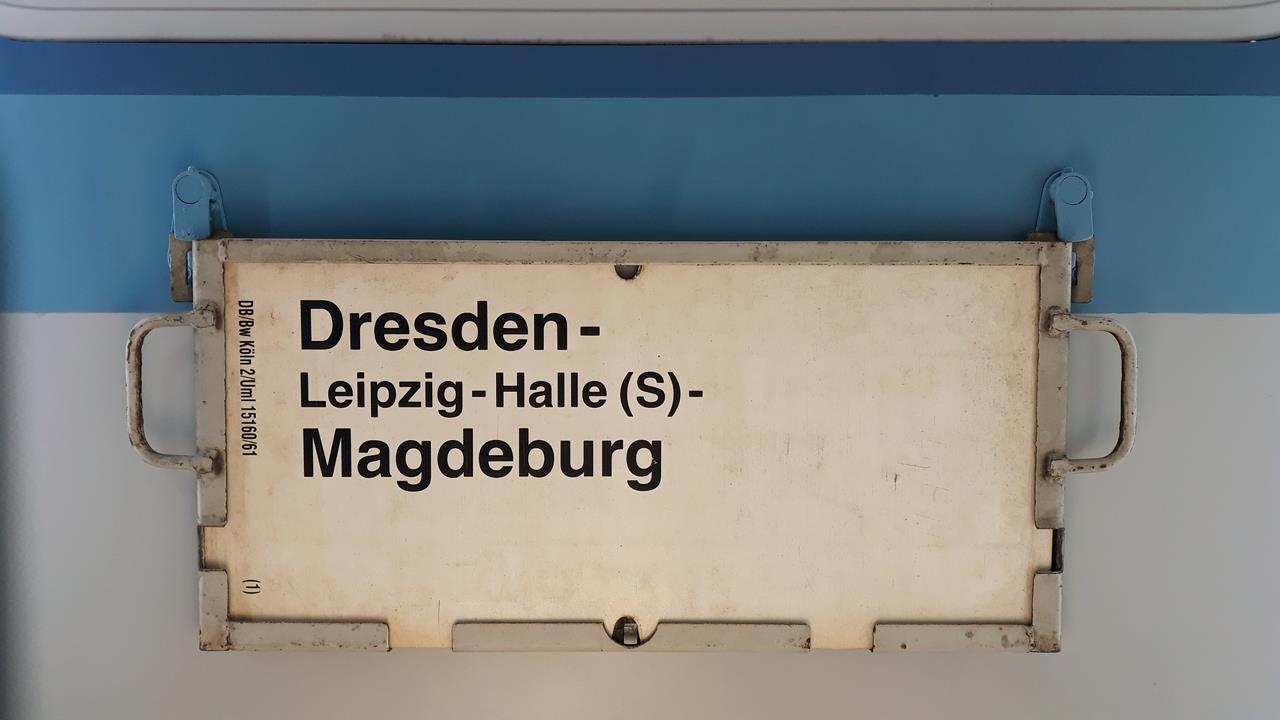 Dresden-
Leipzig-Halle (S)-
Magdeburg
DB/Bw Köln 2/Uml 15160/61
(1)